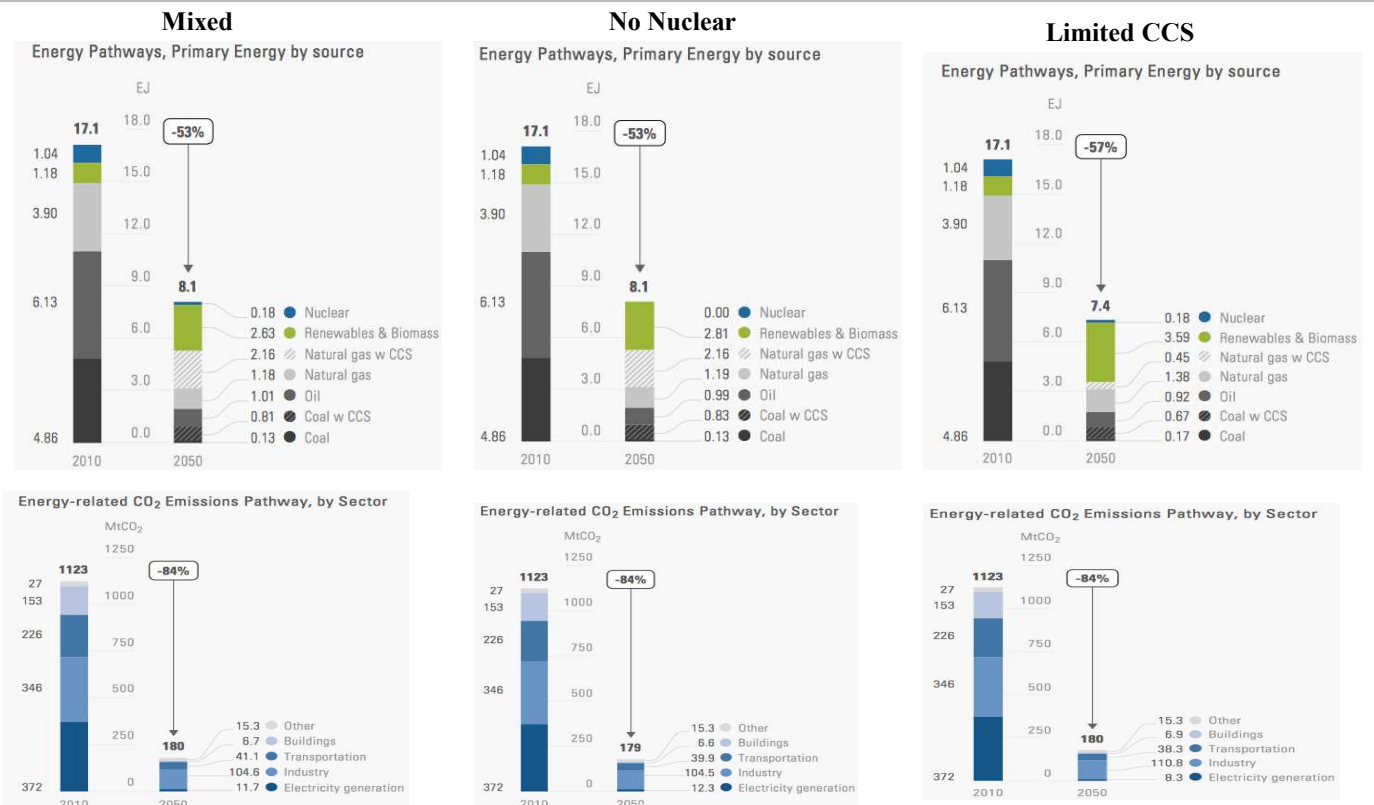 Mixed
Energy Pathways, Primary Energy by source
EJ
17.1
18.0
-53%
1.04
1.18
15.0
3.90
12.0
9.0
8.1
6.13
0.18 Nuclear
6.0
2.63 Renewables & Biomass
2.16 Natural gas w CCS
1.18 Natural gas
3.0
1.01 Oil
0.81 Coal w CCS
4.86
0.0
0.13 Coal
2010
2050
No Nuclear
Energy Pathways, Primary Energy by source
EJ
17.1
18.0
-53%
1.04
1.18
15.0
3.90
12.0
9.0
8.1
6.13
0.00 Nuclear
6.0
2.81 Renewables & Biomass
2.16 Natural gas w CCS
1.19 Natural gas
3.0
0.99 Oil
0.83 Coal w CCS
4.86
0.0
0.13 Coal
2010
2050
Limited CCS
Energy Pathways, Primary Energy by source
EJ
17.1
18.0
-57%
1.04
1.18
15.0
3.90
12.0
9.0
7.4
6.13
0.18 Nuclear
6.0
3.59 Renewables & Biomass
0.45 Natural gas w CCS
1.38 Natural gas
3.0
0.92 Oil
0.67 Coal w CCS
4.86
0.0
0.17 Coal
2010
2050
Energy-related CO₂ Emissions Pathway, by Sector
MtCO₂
1250
1123
-84%
27
153
1000
226
750
346
500
250
180
15.3 Other
6.7 Buildings
41.1 Transportation
104.6 Industry
372
0
11.7 Electricity generation
2010
2050
Energy-related CO₂ Emissions Pathway, by Sector
MtCO₂
1250
1123
-84%
27
153
1000
226
750
346
500
250
179
15.3 Other
6.6 Buildings
39.9 Transportation
104.5 Industry
372
0
12.3 Electricity generation
2010
2050
Energy-related CO₂ Emissions Pathway, by Sector
MtCO₂
1250
1123
-84%
27
153
1000
226
750
346
500
250
180
15.3 Other
6.9 Buildings
38.3 Transportation
110.8 Industry
372
0
8.3 Electricity generation
2010
2050